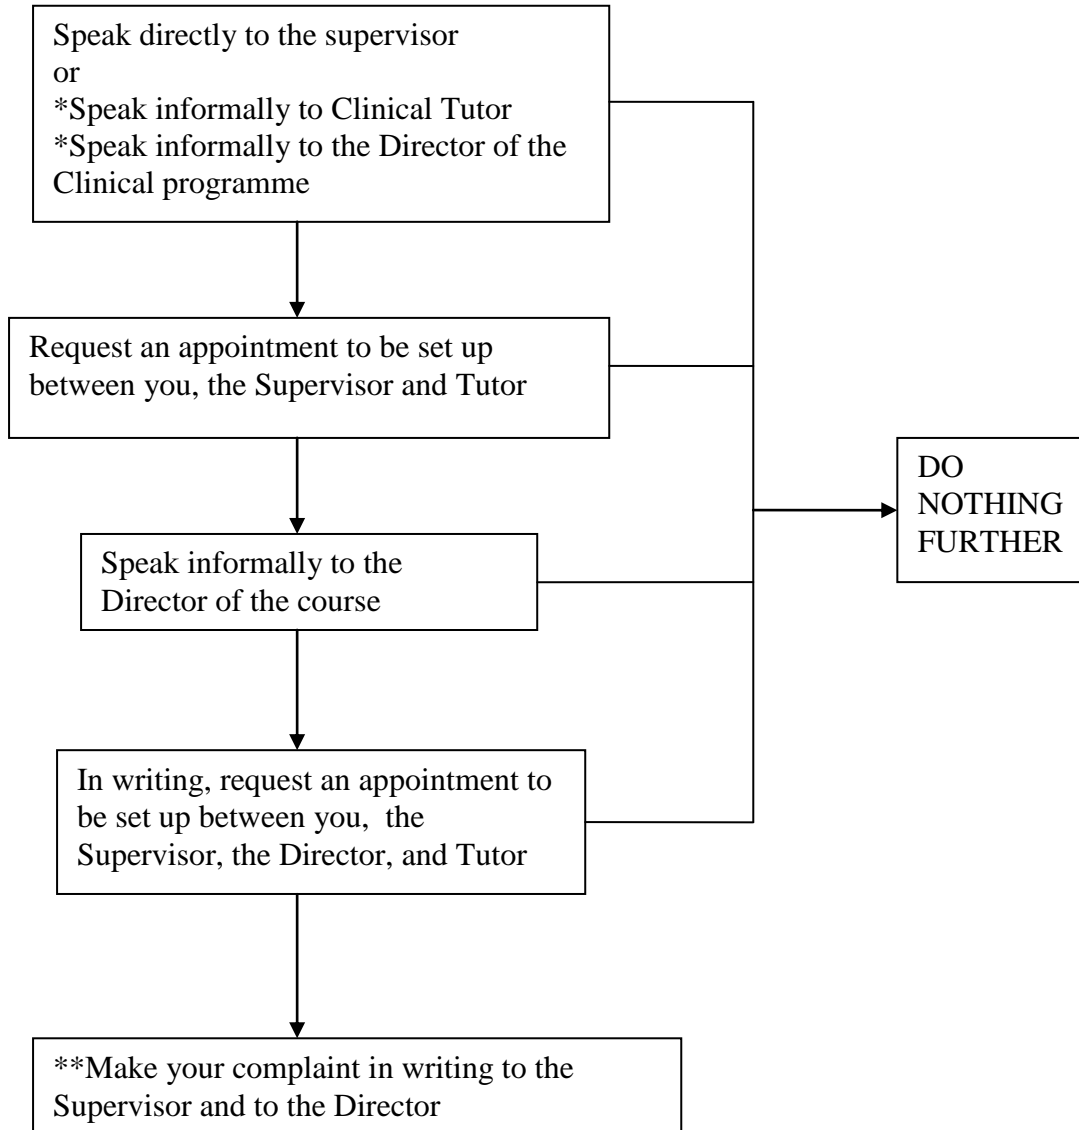 Speak directly to the supervisor
or
*Speak informally to Clinical Tutor
*Speak informally to the Director of the
Clinical programme
Request an appointment to be set up
between you, the Supervisor and Tutor
Speak informally to the
Director of the course
In writing, request an appointment to
be set up between you,  the
Supervisor, the Director, and Tutor
**Make your complaint in writing to the
Supervisor and to the Director
DO
NOTHING
FURTHER